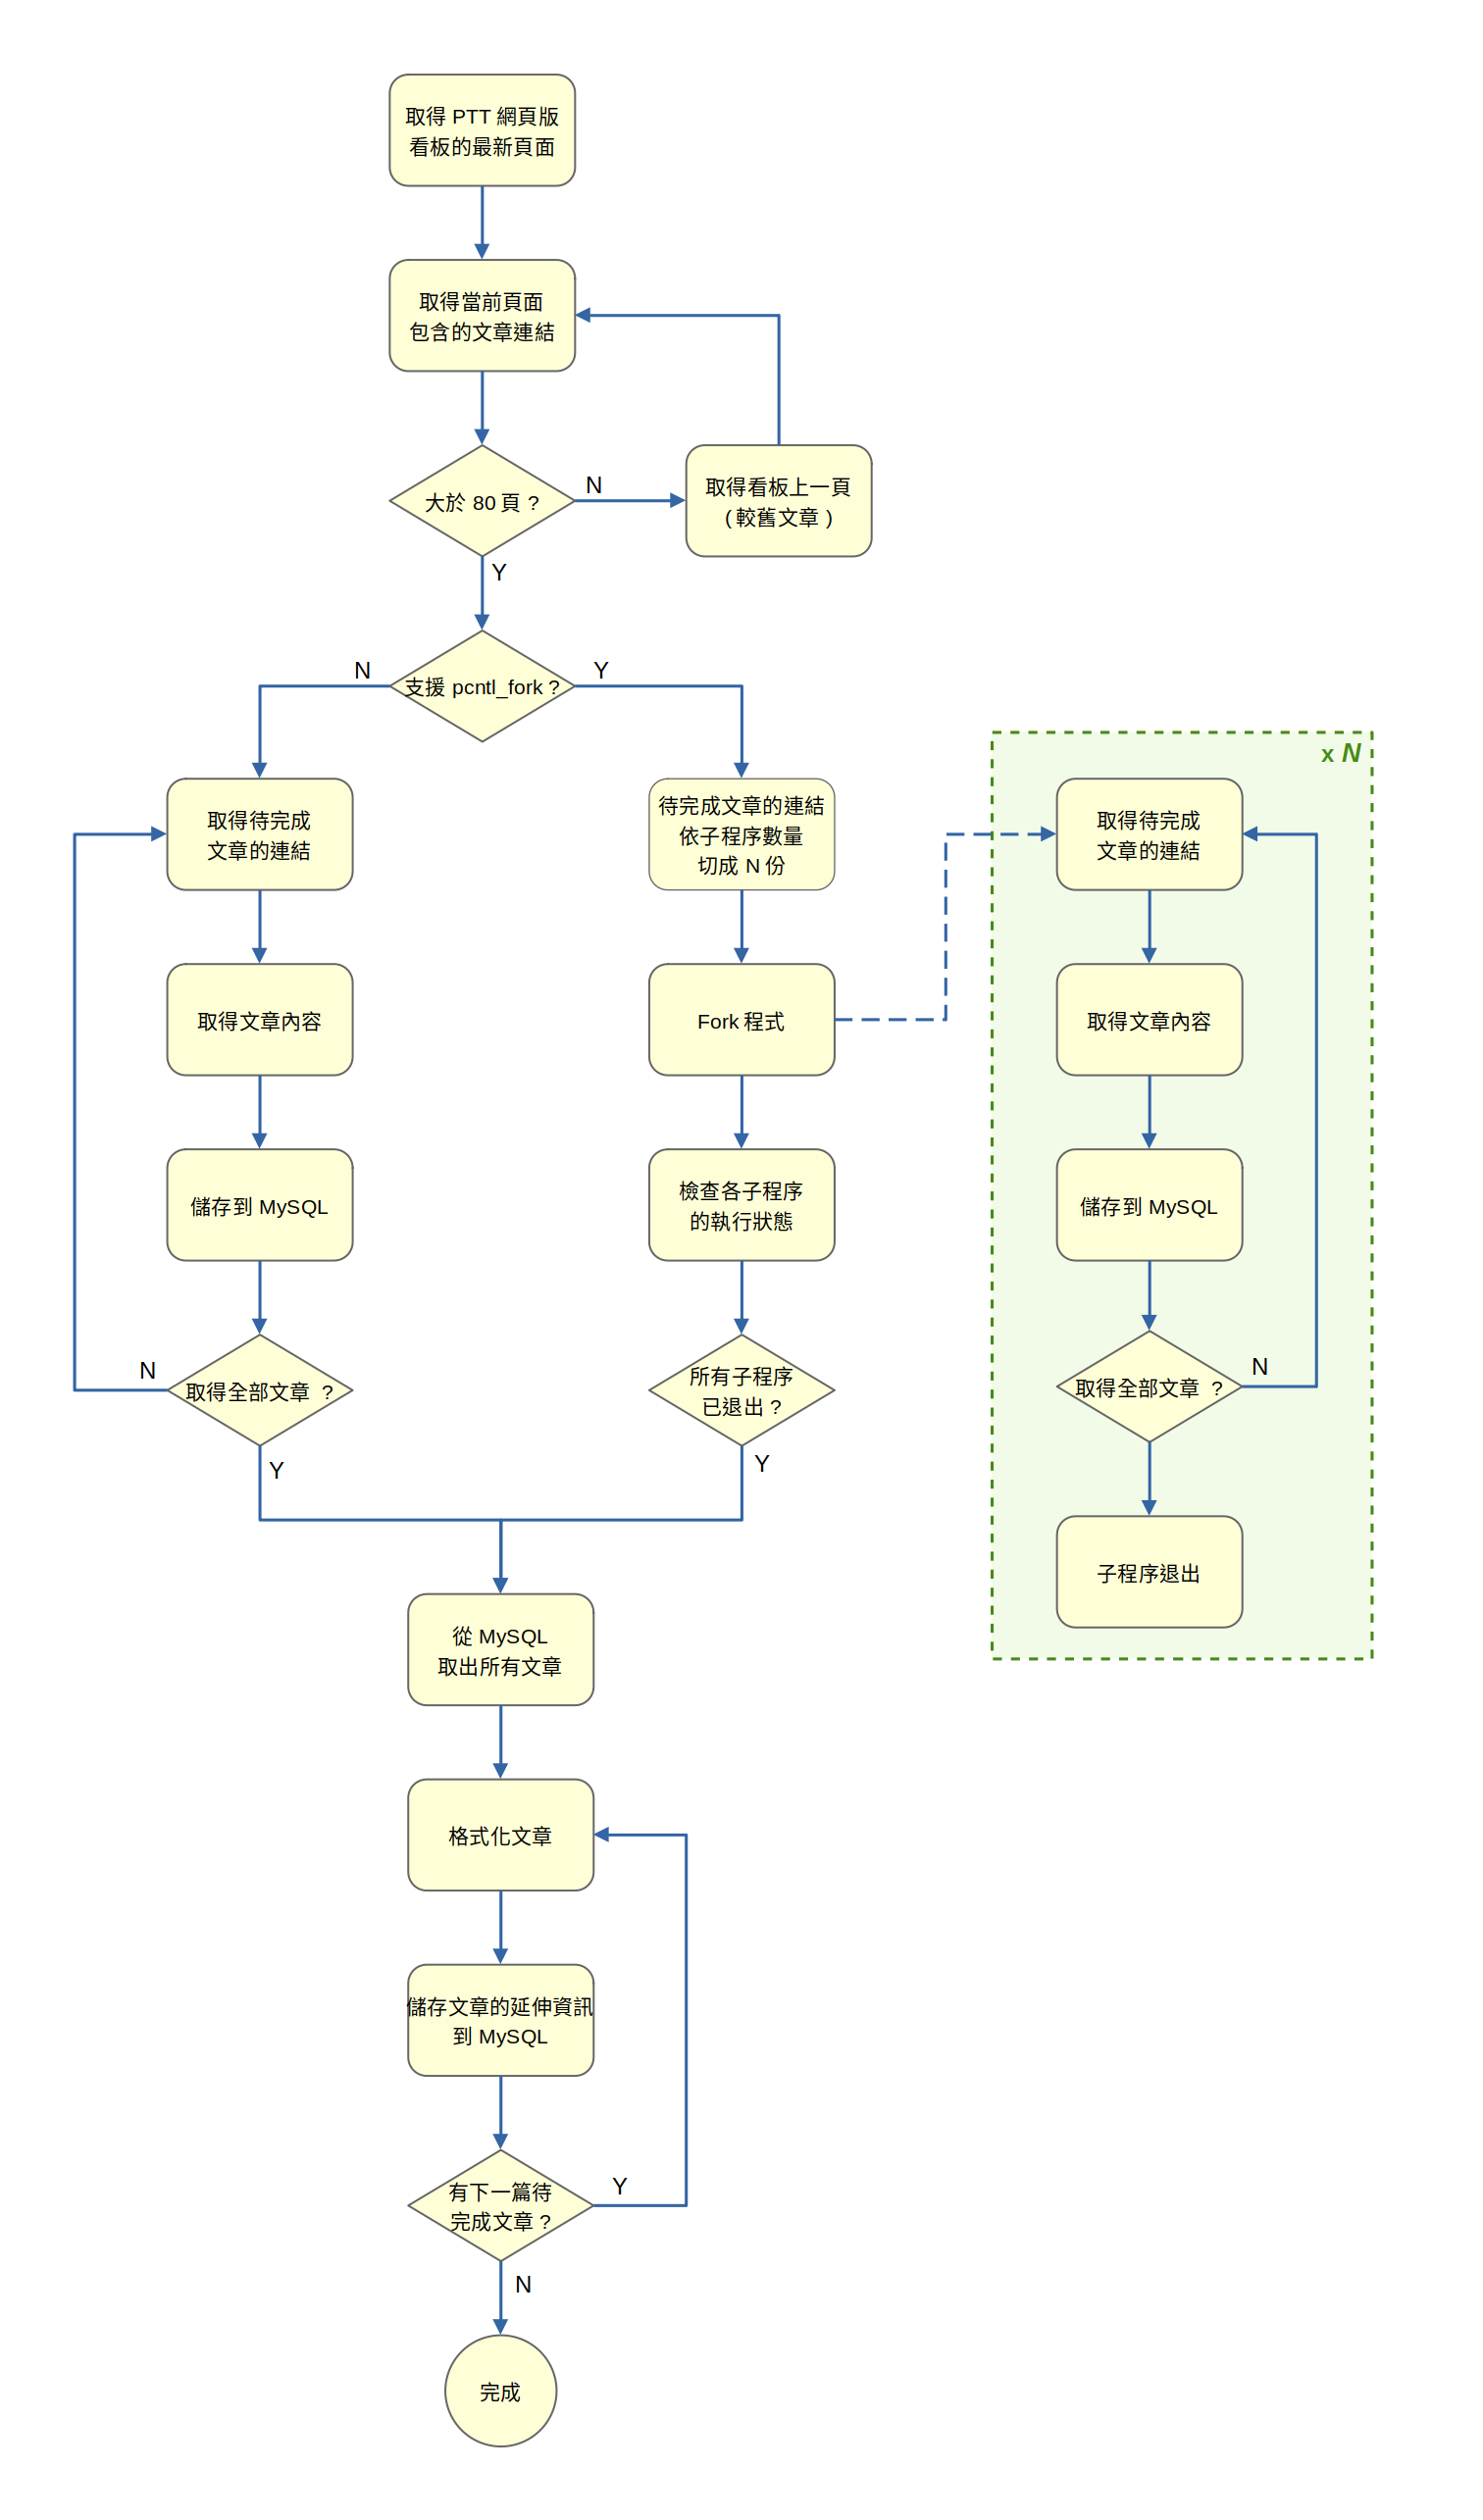 取得 PTT 網頁版
看板的最新頁面
取得當前頁面
包含的文章連結
大於 80 頁 ?
N
取得看板上一頁
( 較舊文章 )
Y
支援 pcntl_fork ?
N
Y
取得待完成
文章的連結
取得文章內容
儲存到 MySQL
取得全部文章 ?
N
Y
待完成文章的連結
依子程序數量
切成 N 份
Fork 程式
檢查各子程序
的執行狀態
所有子程序
已退出 ?
Y
x N
取得待完成
文章的連結
取得文章內容
儲存到 MySQL
取得全部文章 ?
N
子程序退出
從 MySQL
取出所有文章
格式化文章
儲存文章的延伸資訊
到 MySQL
有下一篇待
完成文章 ?
Y
N
完成